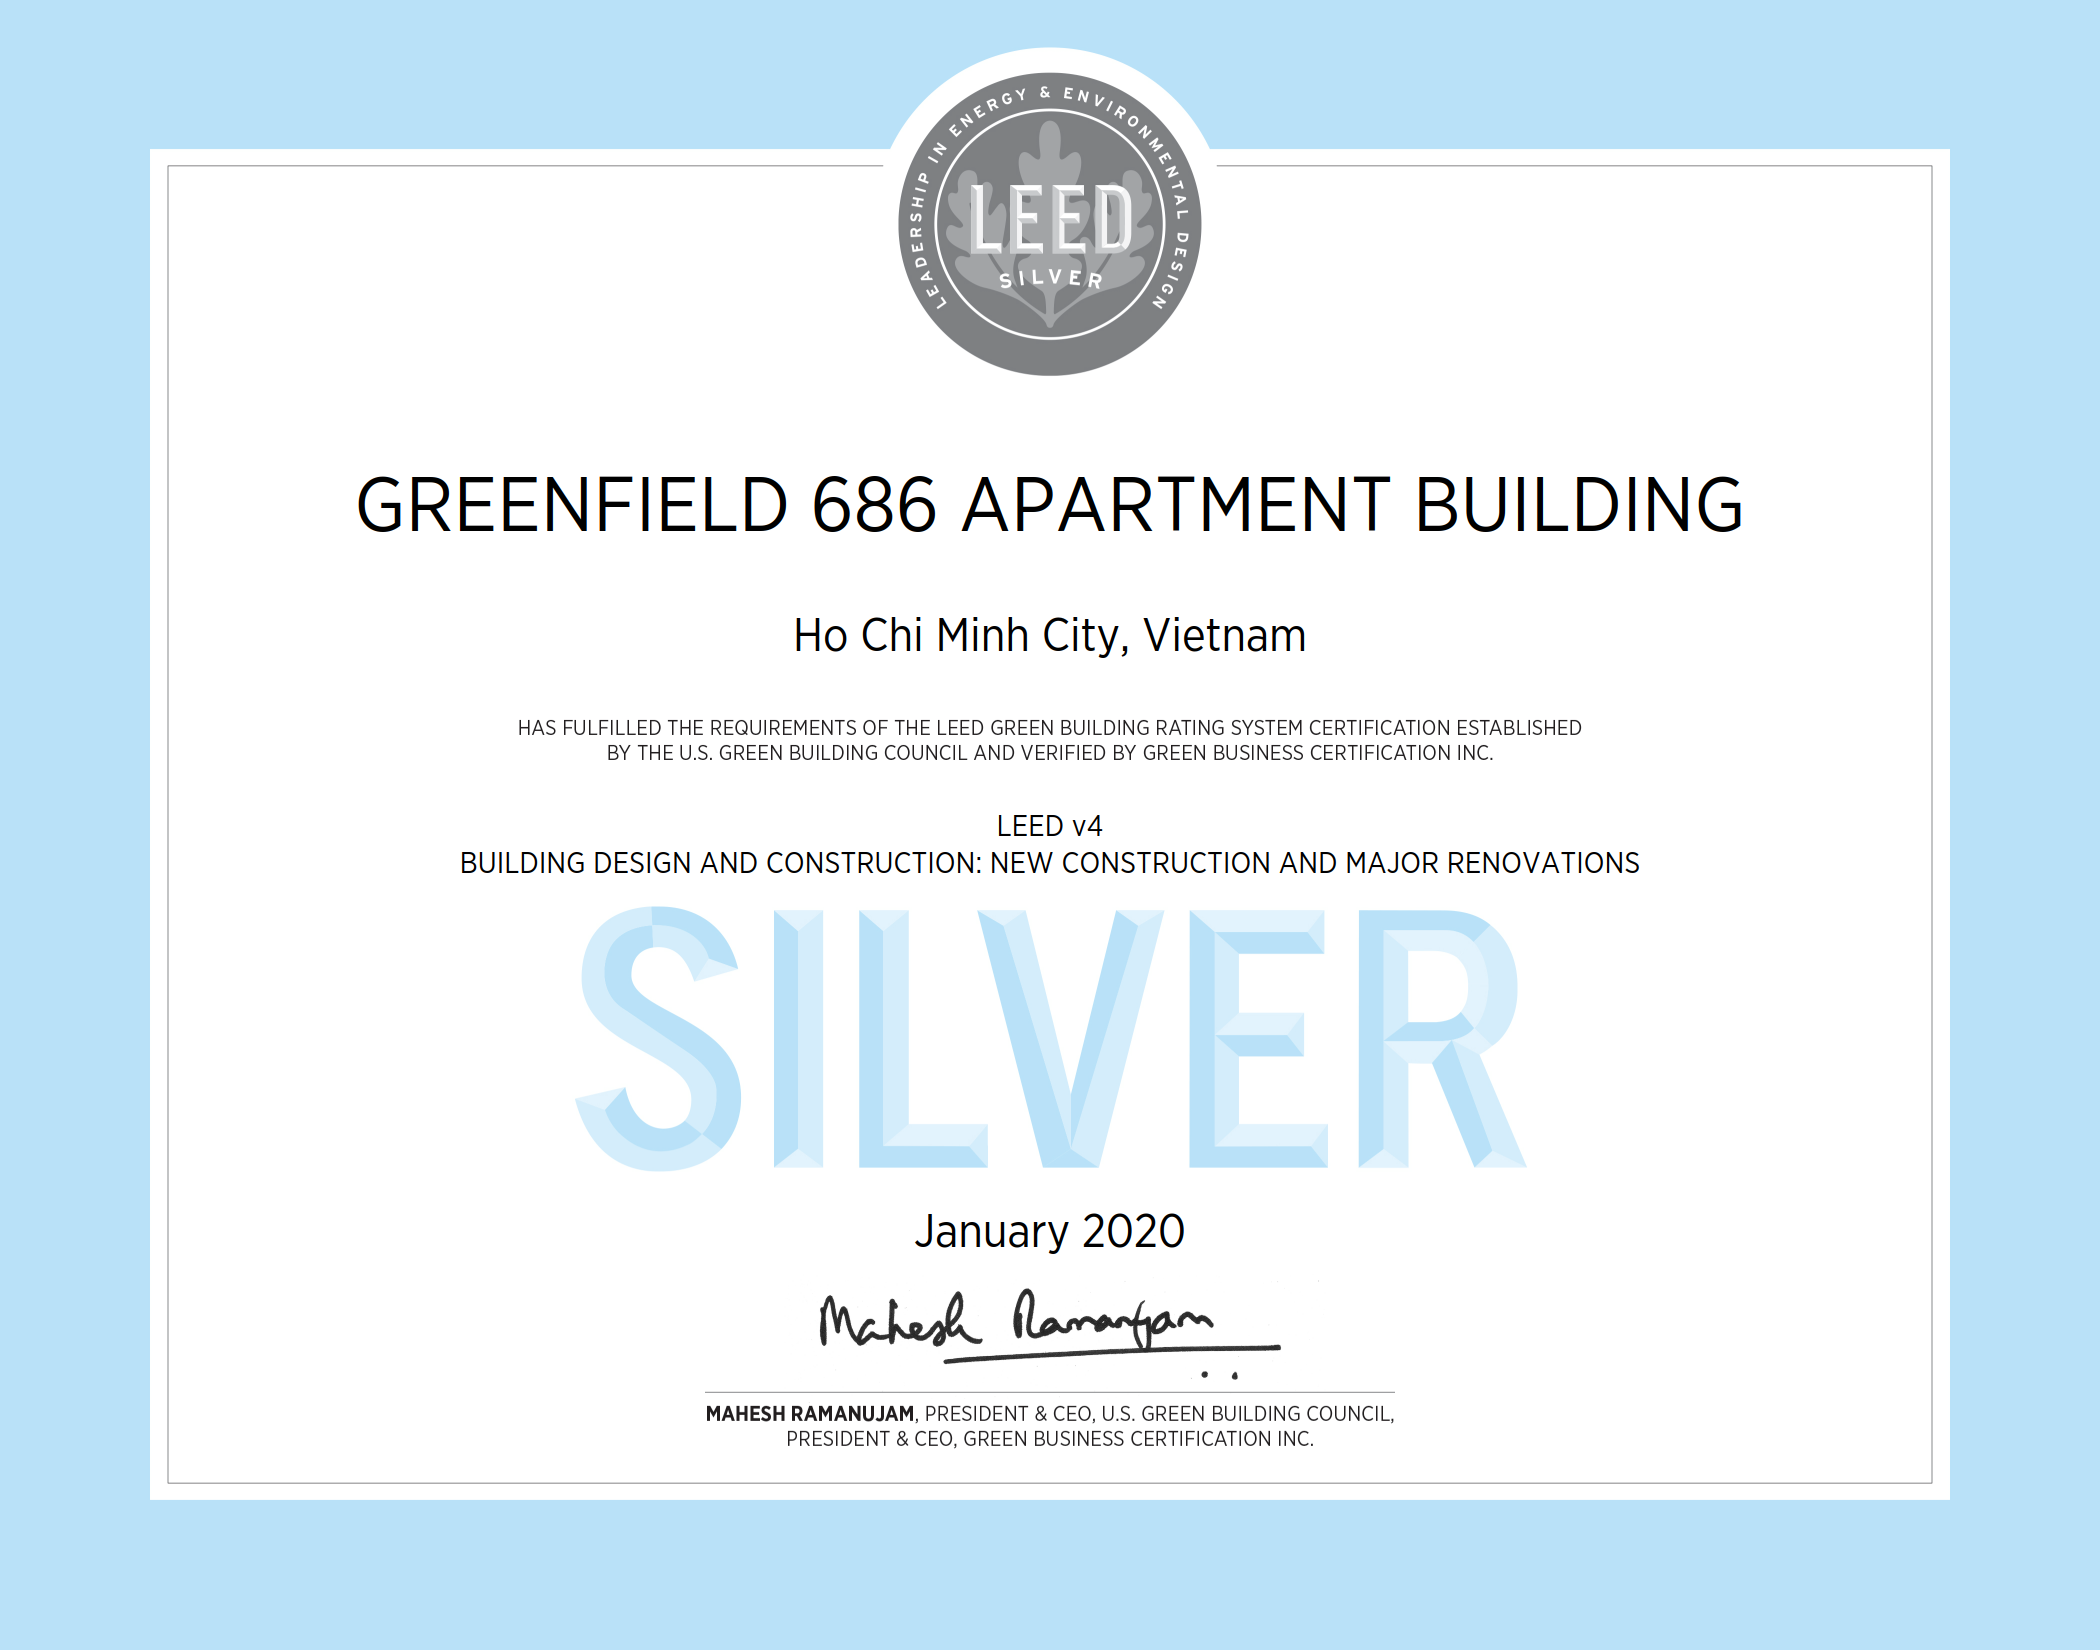 LEADERSHIP IN ENERGY & ENVIRONMENTAL DESIGN
LEED
SILVER
GREENFIELD 686 APARTMENT BUILDING
Ho Chi Minh City, Vietnam
HAS FULFILLED THE REQUIREMENTS OF THE LEED GREEN BUILDING RATING SYSTEM CERTIFICATION ESTABLISHED
BY THE U.S. GREEN BUILDING COUNCIL AND VERIFIED BY GREEN BUSINESS CERTIFICATION INC.
LEED v4
BUILDING DESIGN AND CONSTRUCTION: NEW CONSTRUCTION AND MAJOR RENOVATIONS
SILVER
January 2020
Mahesh Ramanujam
MAHESH RAMANUJAM, PRESIDENT & CEO, U.S. GREEN BUILDING COUNCIL,
PRESIDENT & CEO, GREEN BUSINESS CERTIFICATION INC.